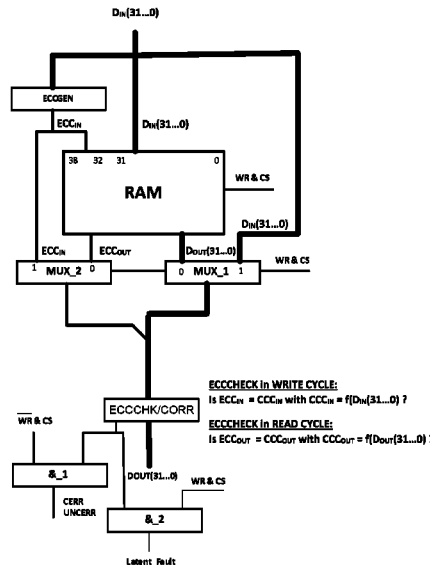 DIN(31...0)
ECCGEN
ECCIN
DIN(31...0)
38 32 31 0
RAM
WR & CS
DIN(31...0)
ECCIN ECCOUT DOUT(31...0)
1 MUX_2 0
0 MUX_1 1
WR & CS
ECCCHECK in WRITE CYCLE:
Is ECCIN = CCCIN with CCCIN = f(DIN(31...0) ?
ECCCHK/CORR
ECCCHECK in READ CYCLE:
Is ECCOUT = CCCOUT with CCCOUT = f(DOUT(31...0) ?
WR & CS
&_1
DOUT(31...0)
WR & CS
CERR
UNCERR
&_2
Latent Fault